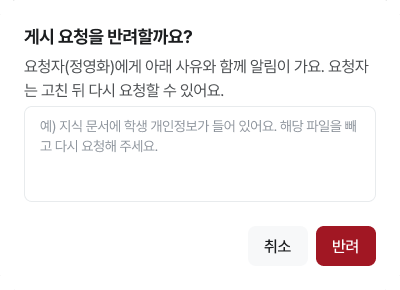 게시 요청을 반려할까요?
요청자(정영화)에게 아래 사유와 함께 알림이 가요. 요청자
는 고친 뒤 다시 요청할 수 있어요.
예) 지식 문서에 학생 개인정보가 들어 있어요. 해당 파일을 빼
고 다시 요청해 주세요.
취소
반려